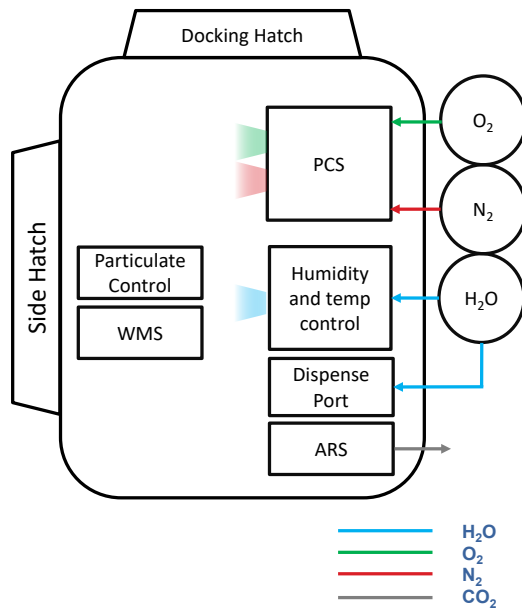 Docking Hatch
Side Hatch
PCS
O₂
N₂
H₂O
Particulate
Control
WMS
Humidity
and temp
control
Dispense
Port
ARS
H₂O
O₂
N₂
CO₂